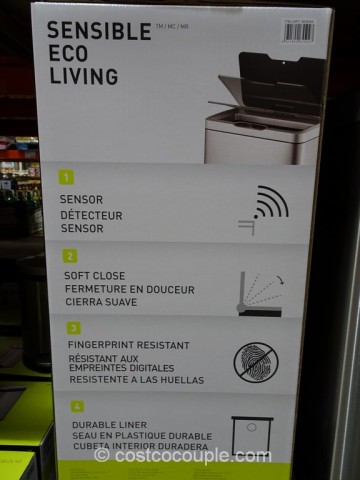 SENSIBLE TM / MC / MR
ECO
LIVING
1
SENSOR
DÉTECTEUR
SENSOR
2
SOFT CLOSE
FERMETURE EN DOUCEUR
CIERRA SUAVE
3
FINGERPRINT RESISTANT
RÉSISTANT AUX
EMPREINTES DIGITALES
RESISTENTE A LAS HUELLAS
4
DURABLE LINER
SEAU EN PLASTIQUE DURABLE
CUBETA INTERIOR DURADERA
© costcocouple.com